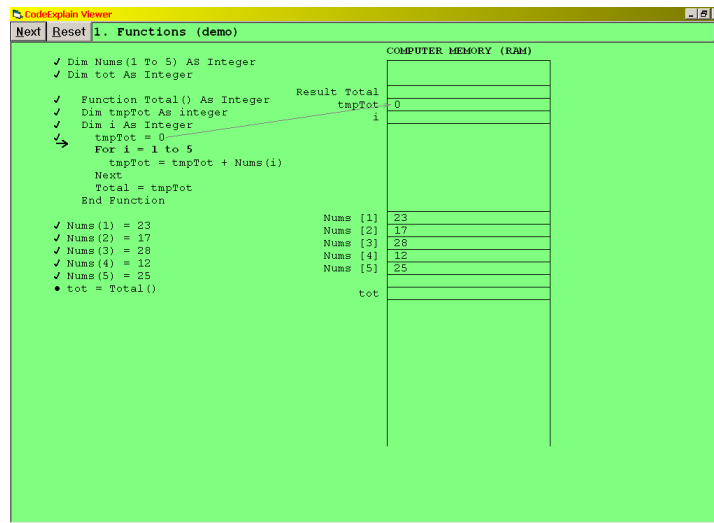 CodeExplain Viewer
Next Reset 1. Functions (demo)
COMPUTER MEMORY (RAM)
Dim Nums(1 To 5) AS Integer
Dim tot As Integer
Result Total
Function Total() As Integer
tmpTot 0
Dim tmpTot As integer
i
Dim i As Integer
tmpTot = 0
For i = 1 to 5
tmpTot = tmpTot + Nums(i)
Next
Total = tmpTot
End Function
Nums [1] 23
Nums(1) = 23
Nums [2] 17
Nums(2) = 17
Nums [3] 28
Nums(3) = 28
Nums [4] 12
Nums(4) = 12
Nums [5] 25
Nums(5) = 25
tot = Total()
tot